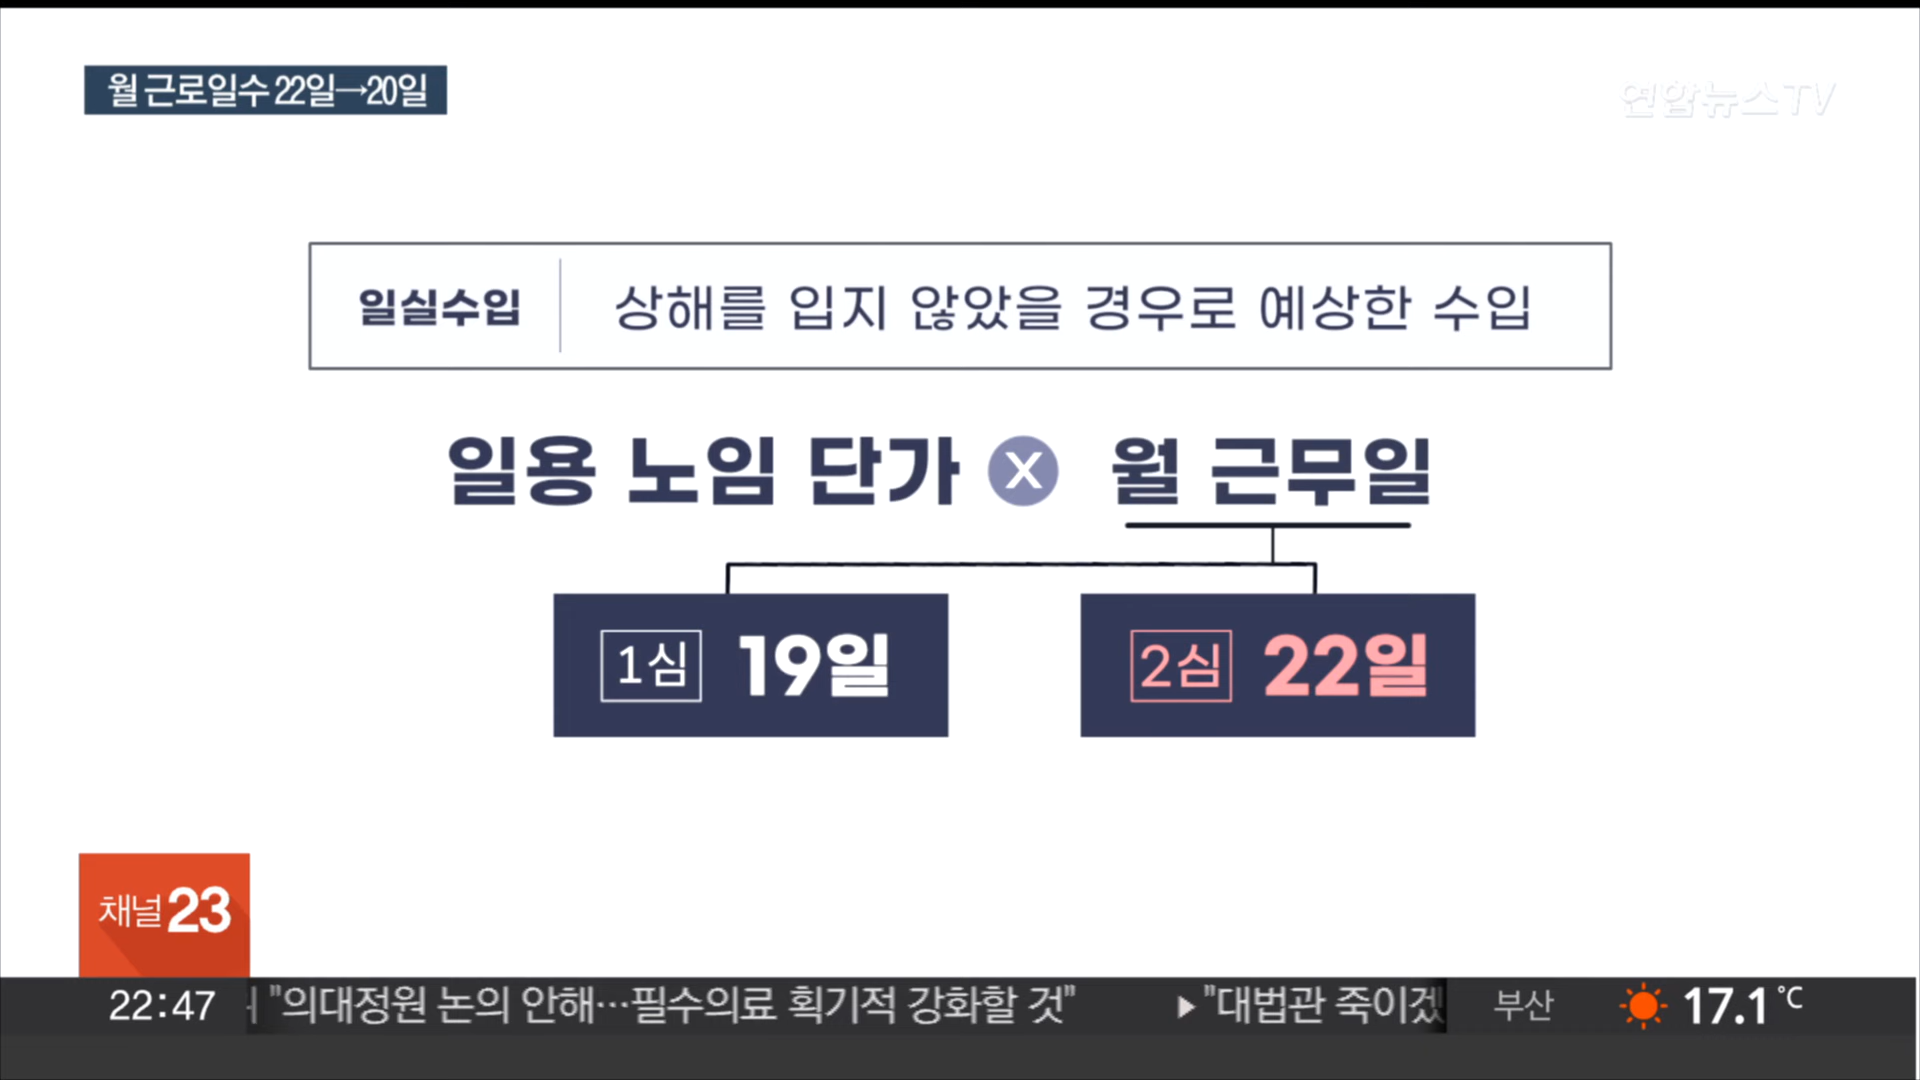 월 근로일수 22일→20일
연합뉴스TV
일실수입
상해를 입지 않았을 경우로 예상한 수입
일용 노임 단가 X 월 근무일
1심 19일
2심 22일
채널23
22:47
"의대정원 논의 안해…필수의료 획기적 강화할 것"
▶"대법관 죽이겠
부산
17.1℃